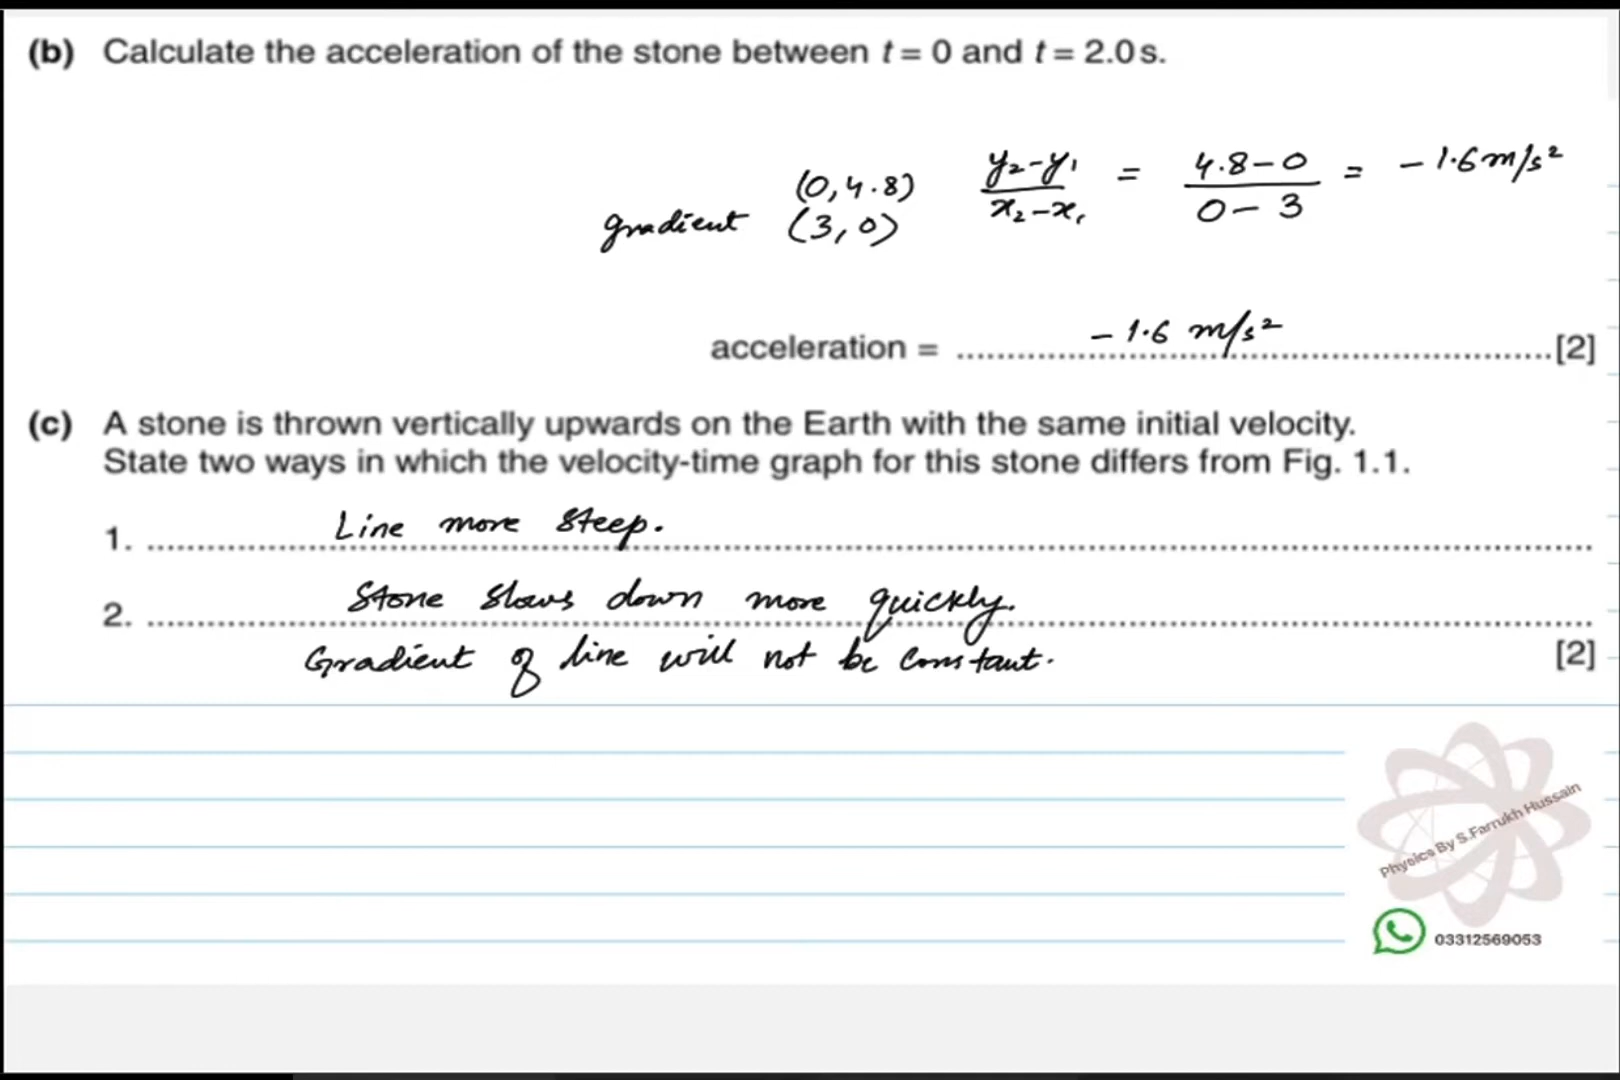 (b) Calculate the acceleration of the stone between t = 0 and t = 2.0 s.
gradient (0, 4.8) (3, 0) y₂-y₁ / x₂-x₁ = 4.8-0 / 0-3 = -1.6 m/s²
acceleration = -1.6 m/s² [2]
(c) A stone is thrown vertically upwards on the Earth with the same initial velocity.
State two ways in which the velocity-time graph for this stone differs from Fig. 1.1.
1. Line more steep.
2. Stone slows down more quickly.
Gradient of line will not be constant. [2]
Physics By S.Farrukh Hussain
03312569053